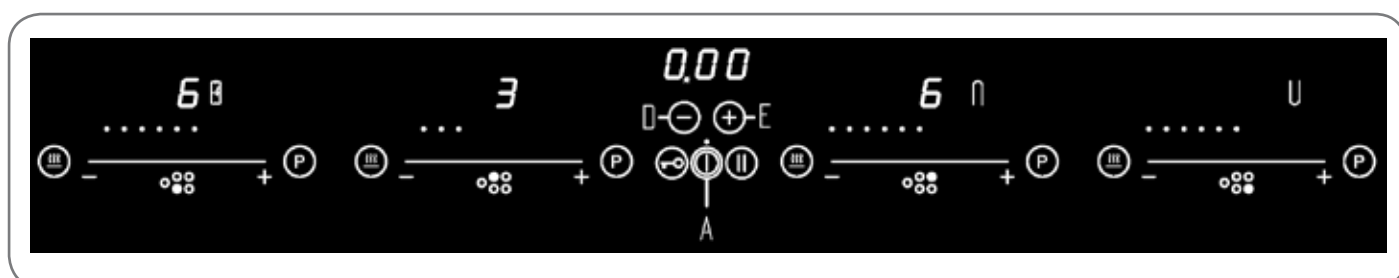 0.00
6 3 6 ∩ U
D − + E
P P P P
− + − + − + − +
A